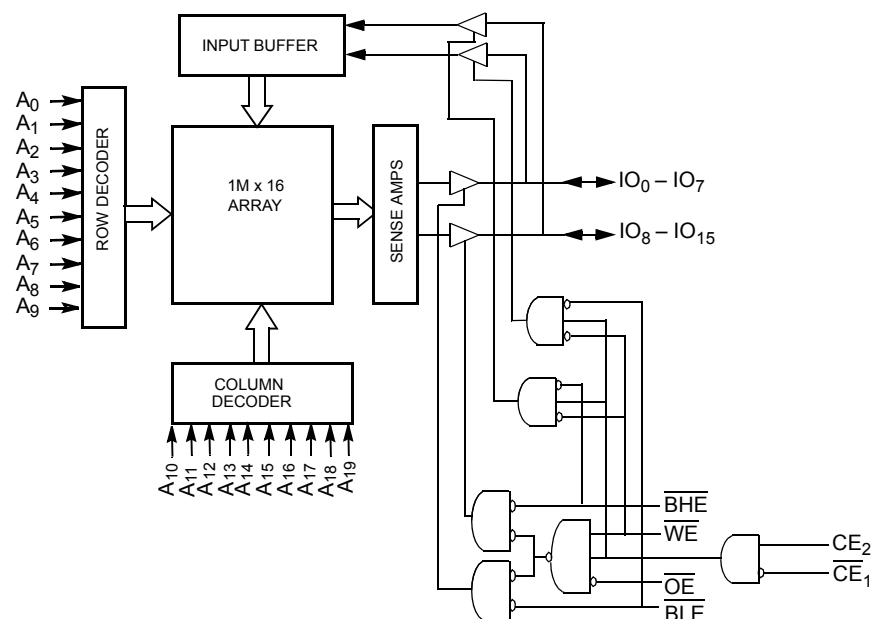 INPUT BUFFER
A0
A1
A2
A3
A4
A5
A6
A7
A8
A9
ROW DECODER
1M x 16
ARRAY
SENSE AMPS
IO0 – IO7
IO8 – IO15
COLUMN
DECODER
A10
A11
A12
A13
A14
A15
A16
A17
A18
A19
BHE
WE
CE2
CE1
OE
BLE